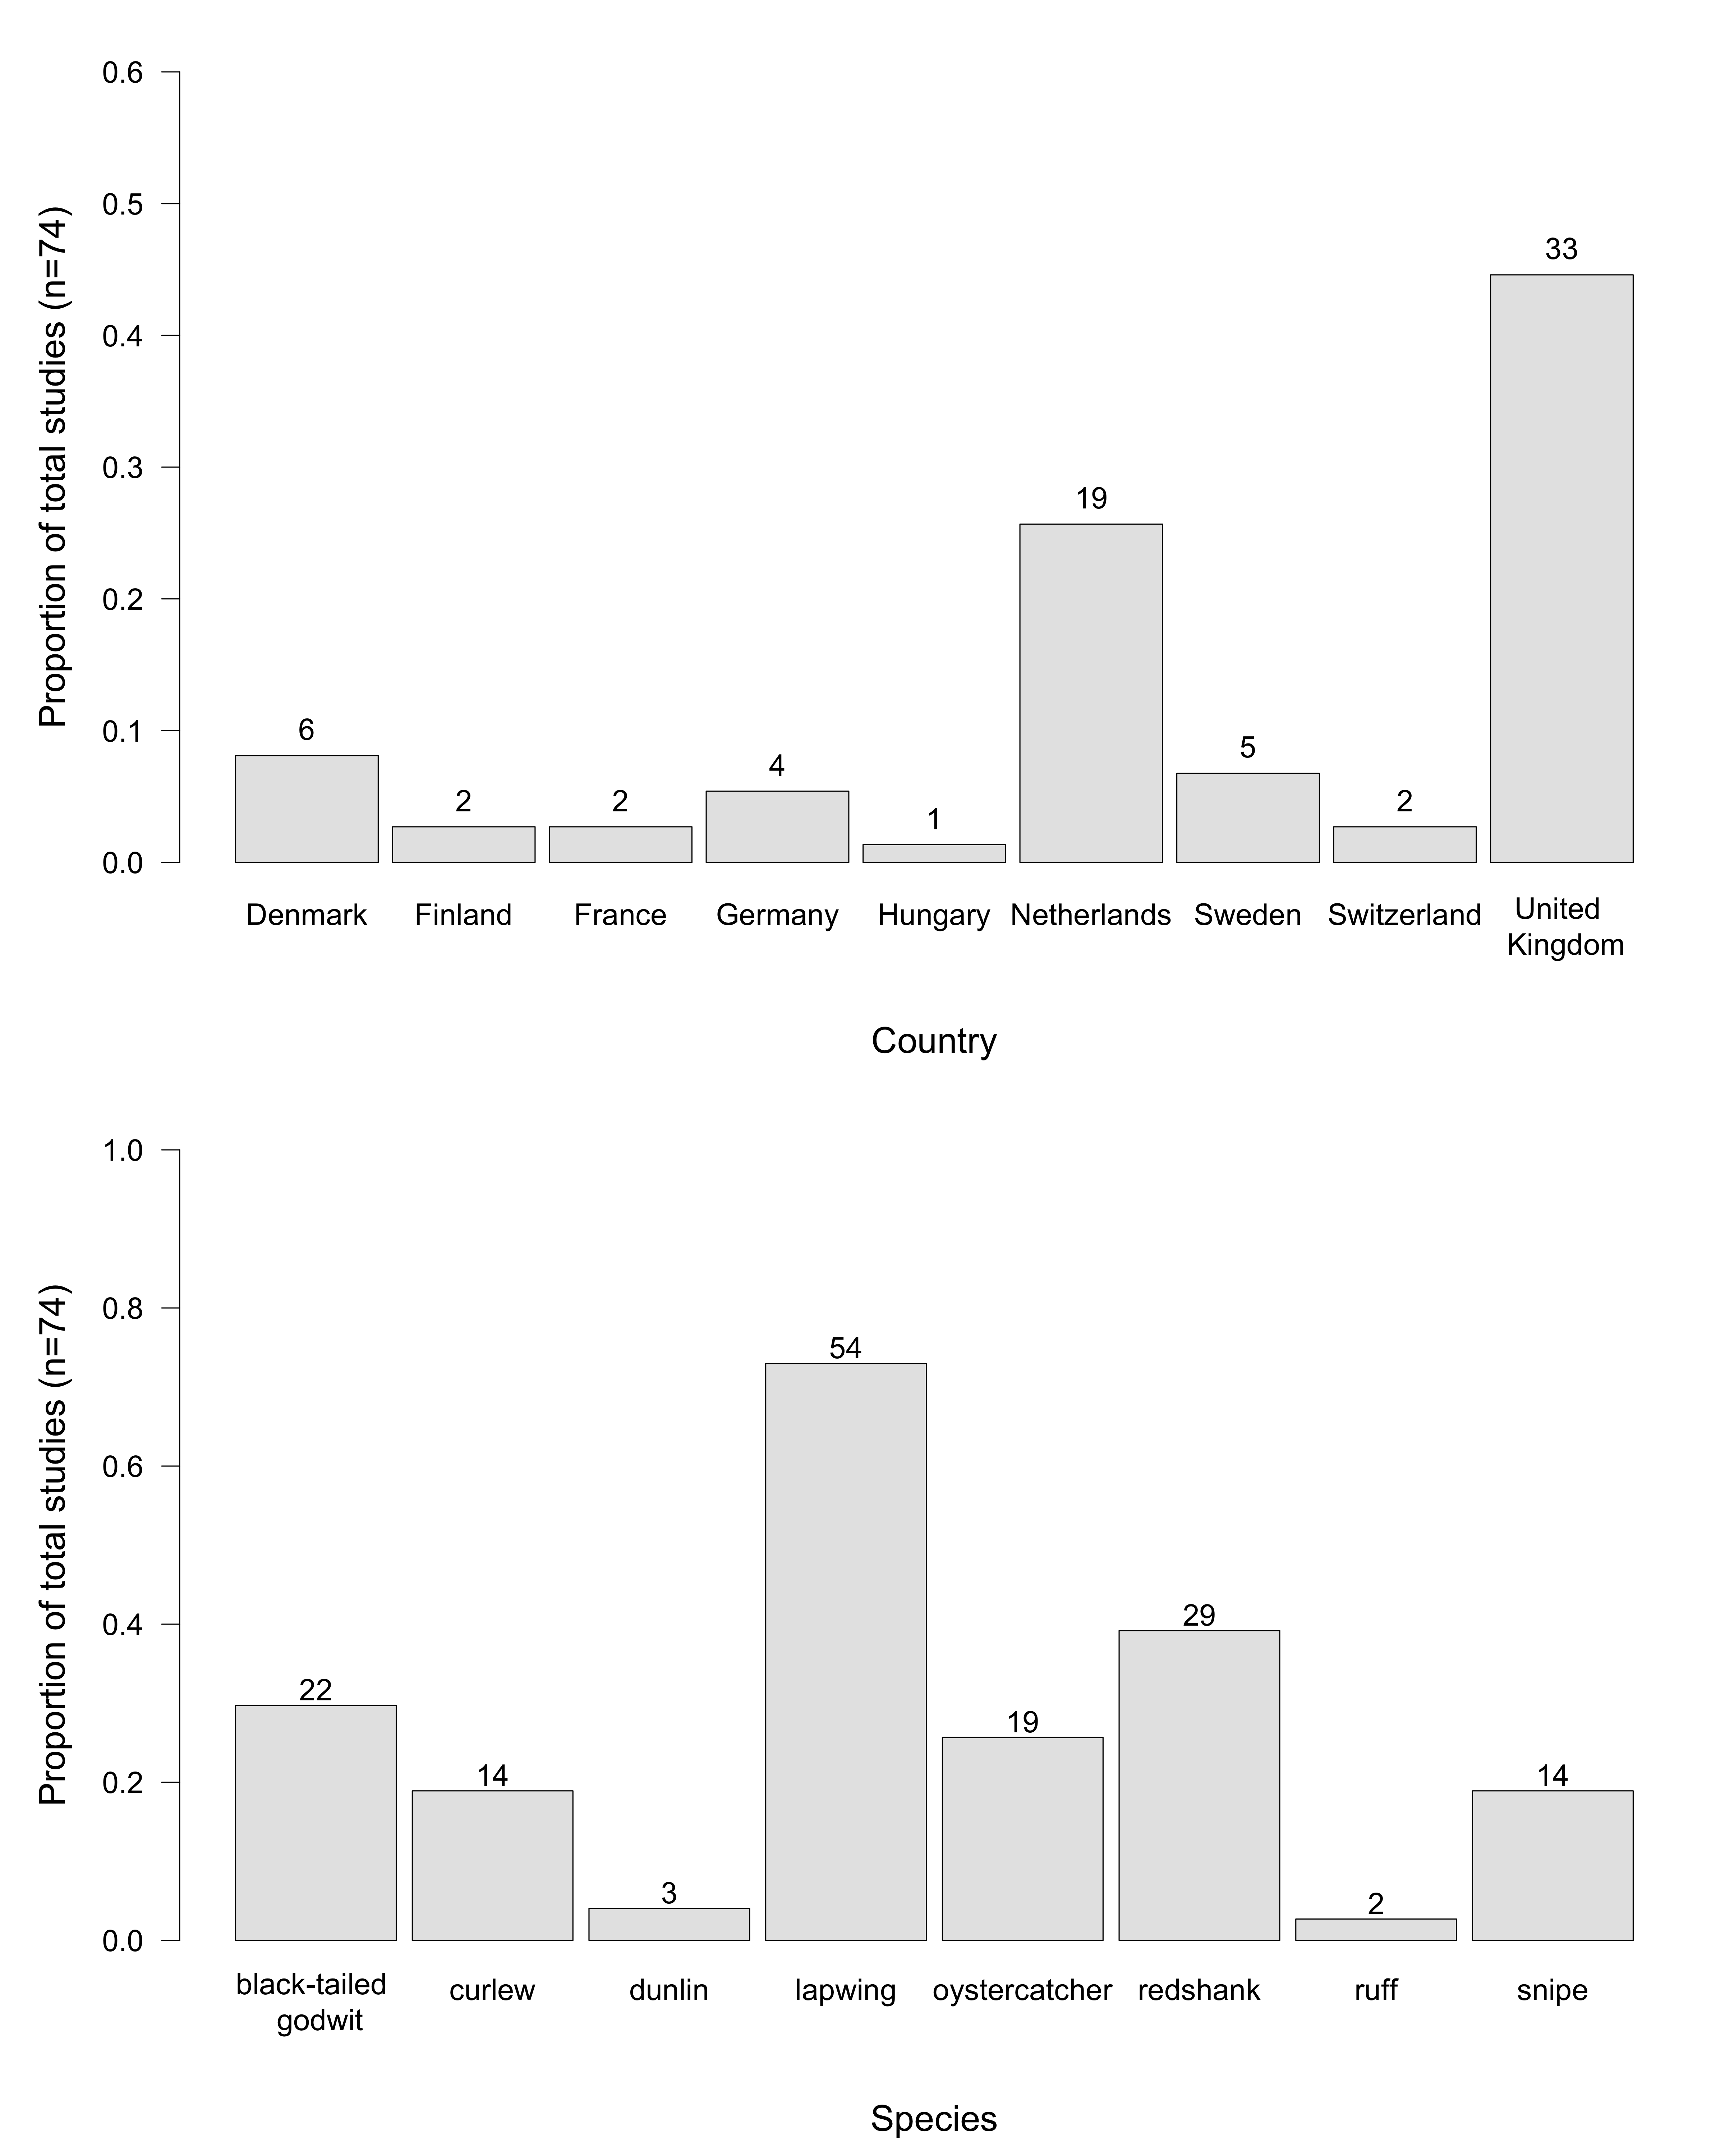 Proportion of total studies (n=74)
0.6
0.5
0.4
0.3
0.2
0.1
0.0
6
2
2
4
1
19
5
2
33
Denmark
Finland
France
Germany
Hungary
Netherlands
Sweden
Switzerland
United
Kingdom
Country
Proportion of total studies (n=74)
1.0
0.8
0.6
0.4
0.2
0.0
22
14
3
54
19
29
2
14
black-tailed
godwit
curlew
dunlin
lapwing
oystercatcher
redshank
ruff
snipe
Species